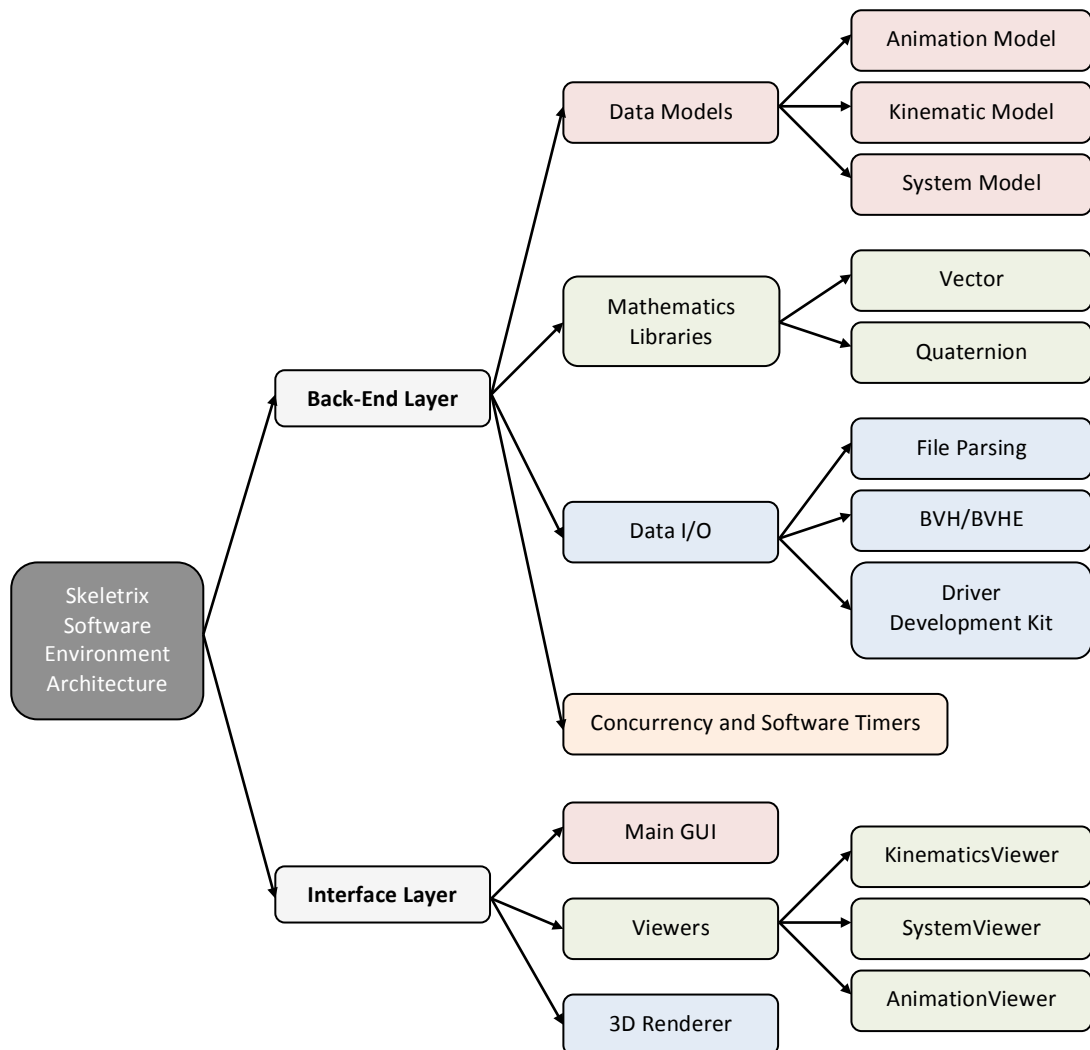 Skeletrix
Software
Environment
Architecture
Back-End Layer
Data Models
Animation Model
Kinematic Model
System Model
Mathematics
Libraries
Vector
Quaternion
Data I/O
File Parsing
BVH/BVHE
Driver
Development Kit
Concurrency and Software Timers
Interface Layer
Main GUI
Viewers
KinematicsViewer
SystemViewer
AnimationViewer
3D Renderer